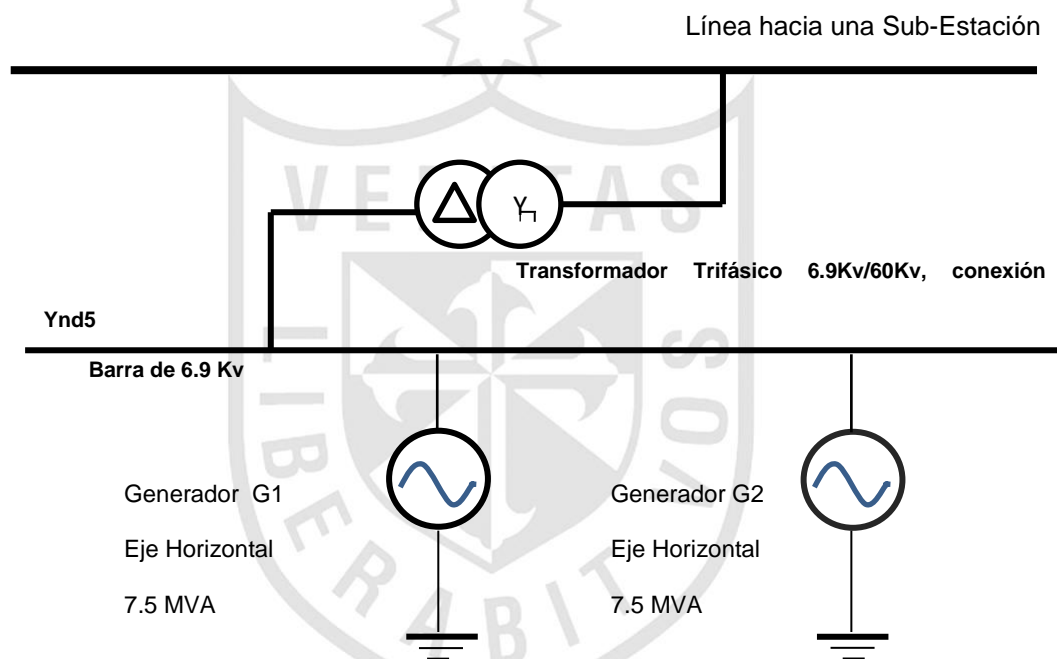 Línea hacia una Sub-Estación
VERITAS
Transformador Trifásico 6.9Kv/60Kv, conexión
Ynd5
Barra de 6.9 Kv
Generador G1
Eje Horizontal
7.5 MVA
Generador G2
Eje Horizontal
7.5 MVA